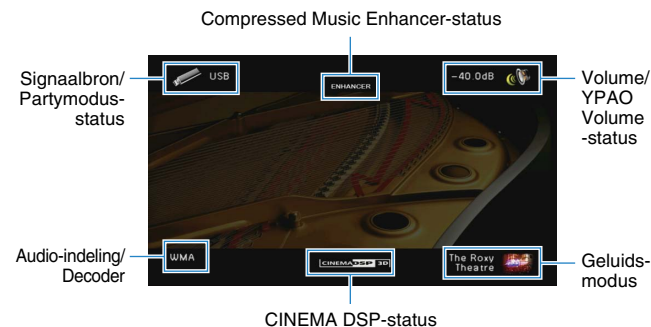 Compressed Music Enhancer-status
Signaalbron/
Partymodus-
status
USB
ENHANCER
-40.0dB
Volume/
YPAO
Volume
-status
Audio-indeling/
Decoder
WMA
CINEMA DSP 3D
The Roxy
Theatre
Geluids-
modus
CINEMA DSP-status